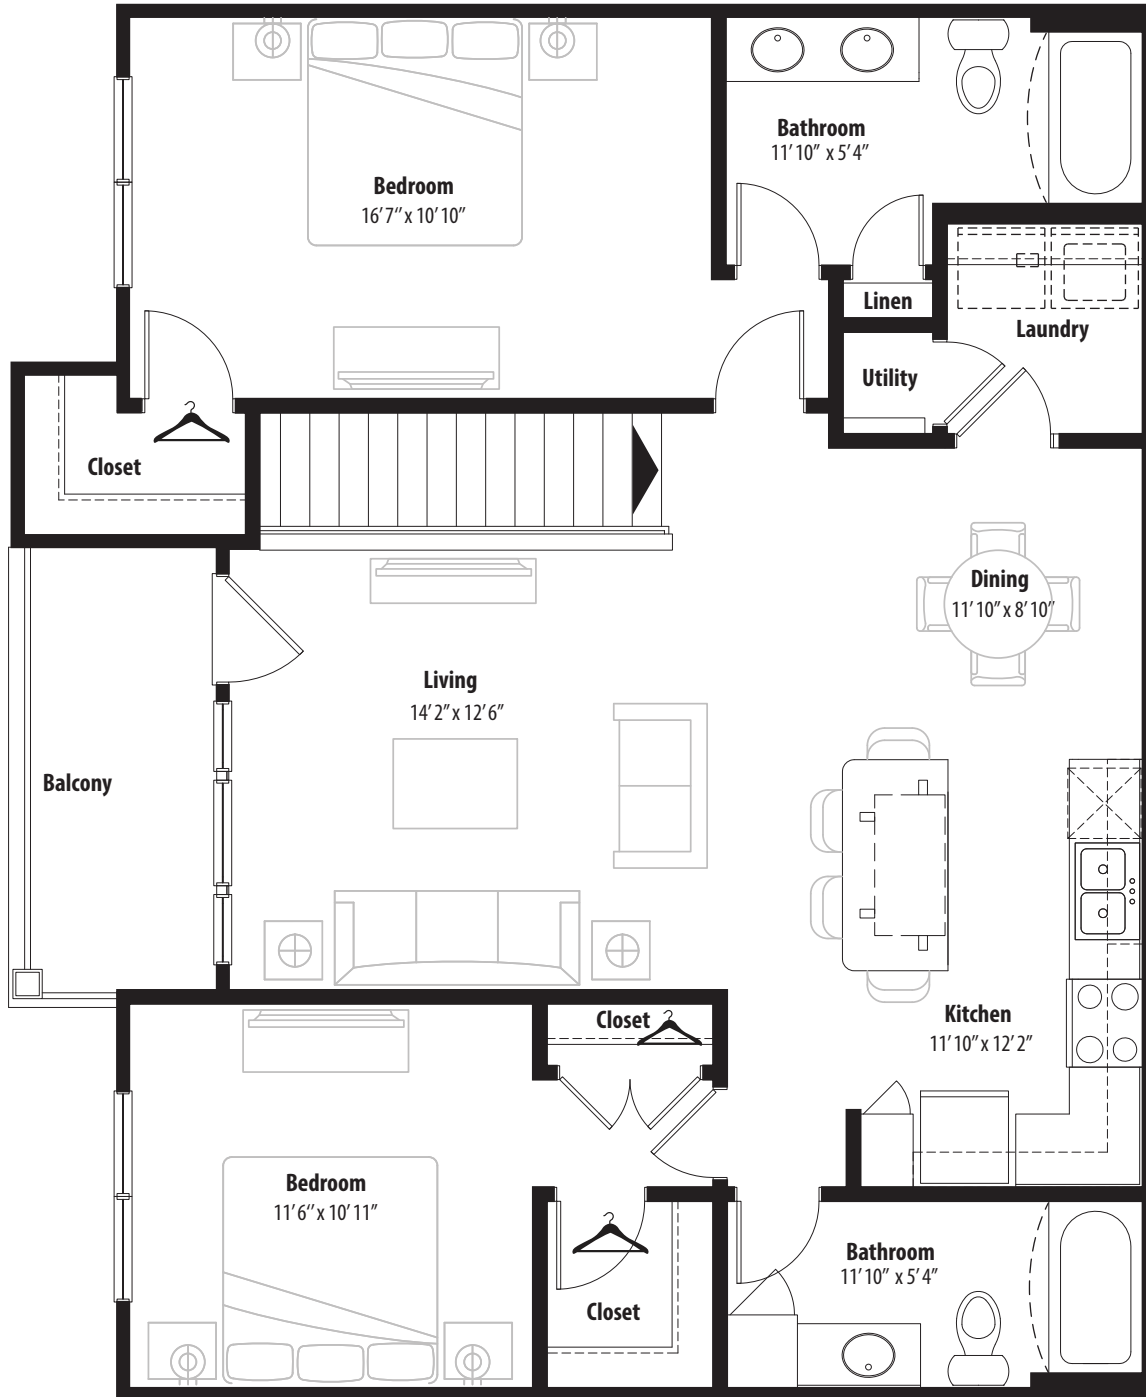 Bathroom
11' 10" x 5' 4"
Bedroom
16' 7" x 10' 10"
Linen
Laundry
Utility
Closet
Dining
11' 10" x 8' 10"
Living
14' 2" x 12' 6"
Balcony
Kitchen
11' 10" x 12' 2"
Closet
Bedroom
11' 6" x 10' 11"
Bathroom
11' 10" x 5' 4"
Closet